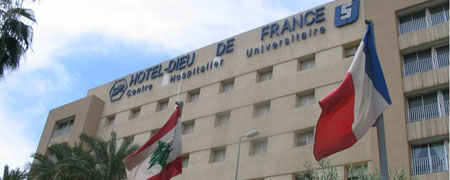 HOTEL-DIEU DE FRANCE
Centre Hospitalier Universitaire